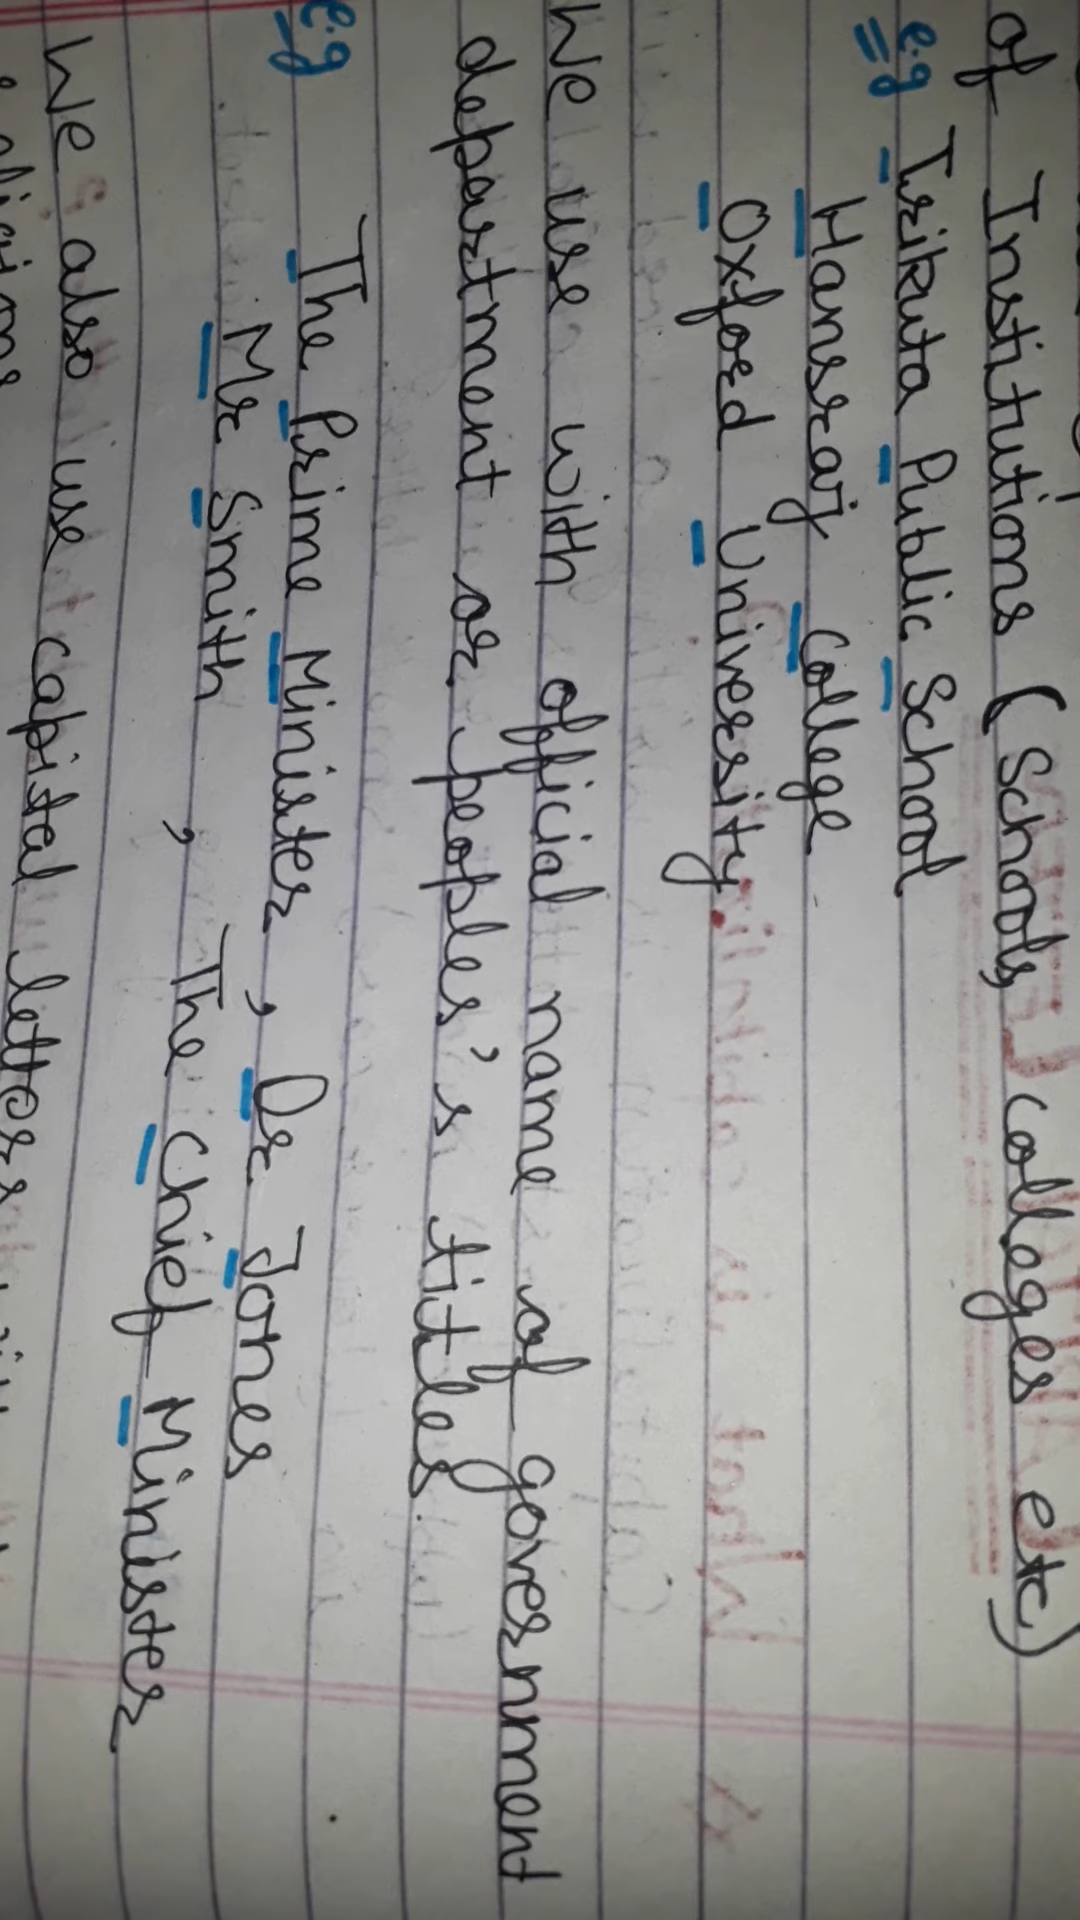 of Institutions (Schools, colleges etc)
e.g Trikuta Public School
Hansraj College
Oxford University
We use with official name of government
department or peoples's titles.
e.g The Prime Minister, Dr Jones
Mr Smith, The Chief Minister
We also use capital letters